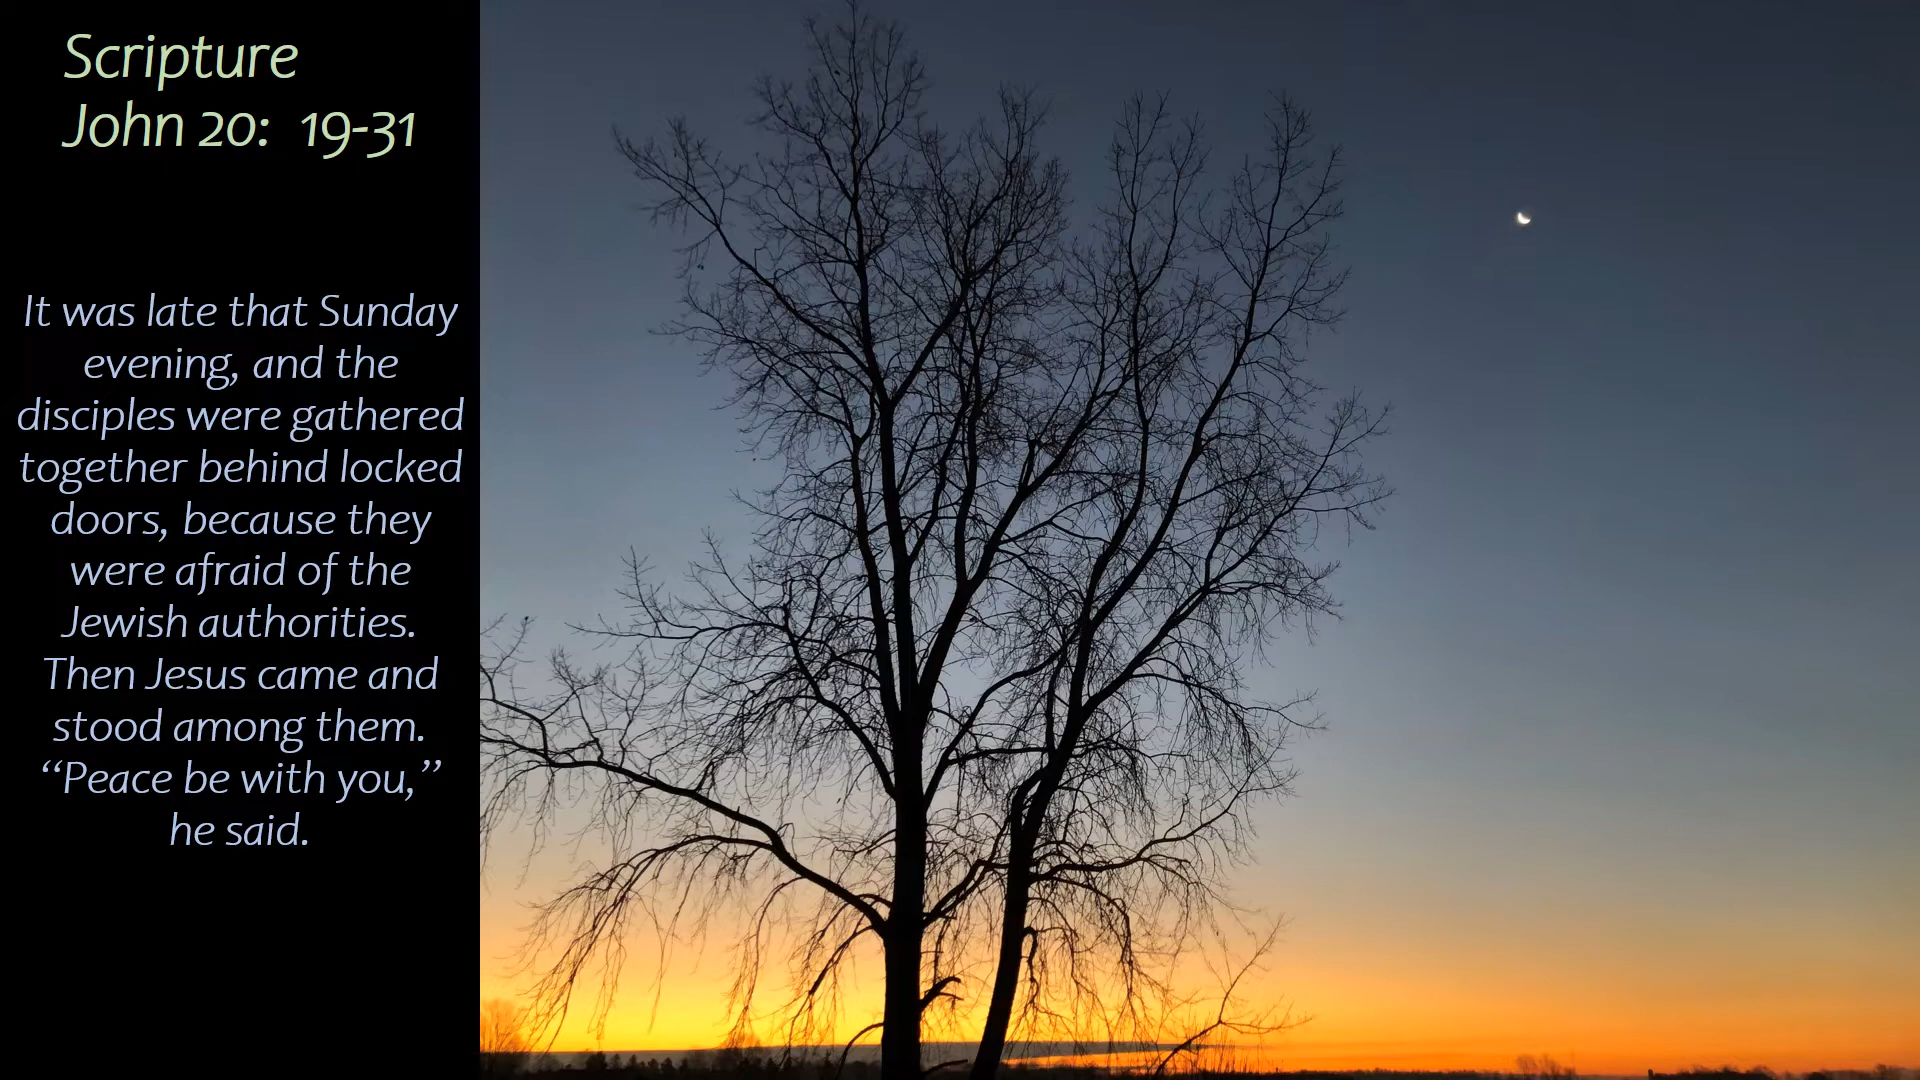 Scripture
John 20:  19-31
It was late that Sunday
evening, and the
disciples were gathered
together behind locked
doors, because they
were afraid of the
Jewish authorities.
Then Jesus came and
stood among them.
“Peace be with you,”
he said.